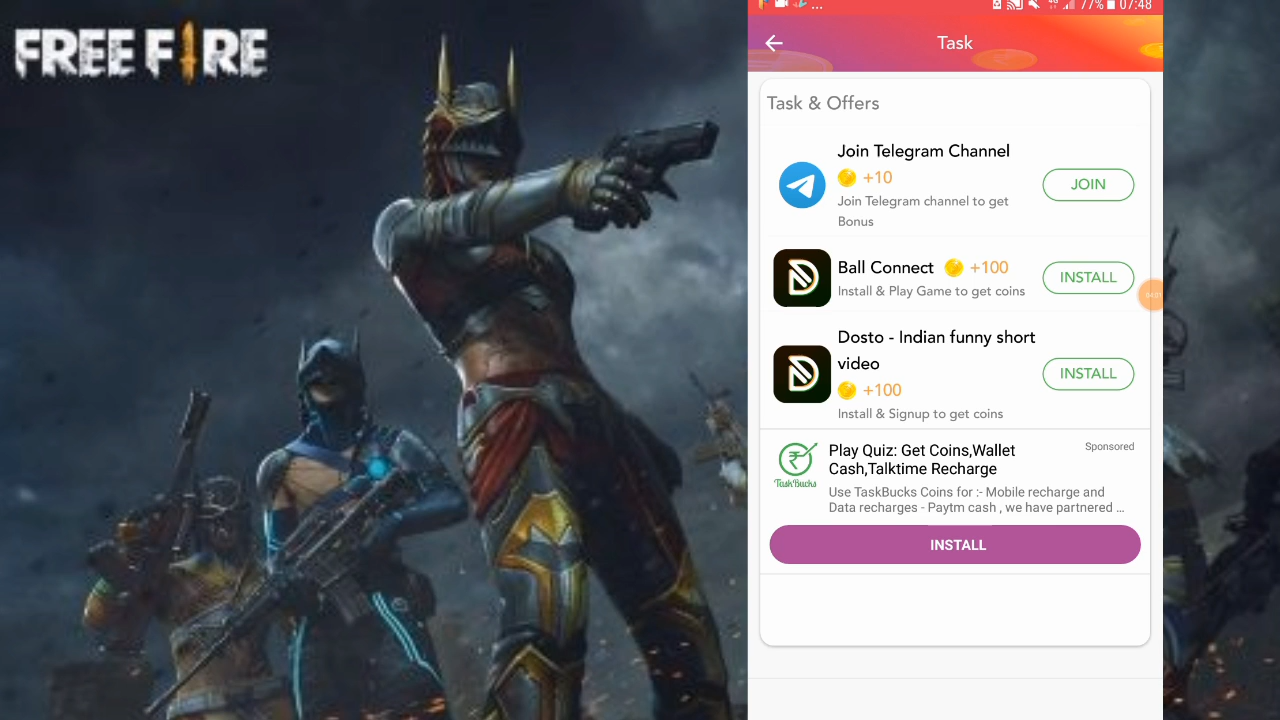 FREE FIRE
... 77% 07:48
Task
Task & Offers
Join Telegram Channel
+10
Join Telegram channel to get
Bonus
JOIN
Ball Connect +100
Install & Play Game to get coins
INSTALL
Dosto - Indian funny short
video
+100
Install & Signup to get coins
INSTALL
Play Quiz: Get Coins,Wallet
Cash,Talktime Recharge
Sponsored
TaskBucks
Use TaskBucks Coins for :- Mobile recharge and
Data recharges - Paytm cash , we have partnered ...
INSTALL